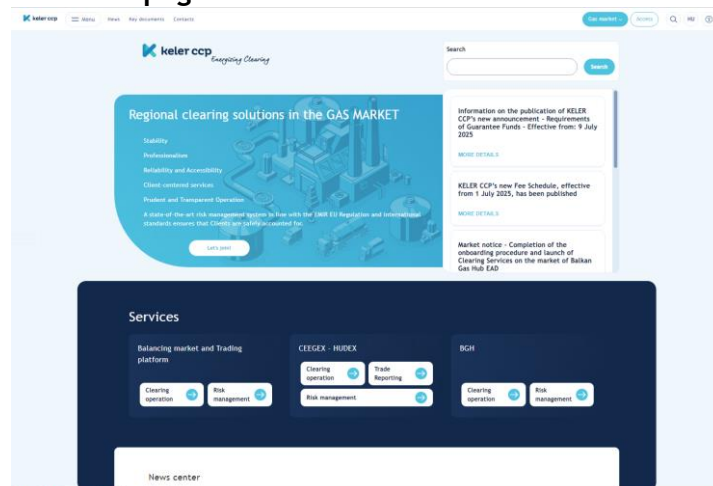 keler ccp
Menu
News
Key documents
Contacts
Gas market
Access
HU
keler ccp
Energizing Clearing
Search
Search
Regional clearing solutions in the GAS MARKET
Stability
Professionalism
Reliability and Accessibility
Client-centered services
Prudent and Transparent Operation
A state-of-the-art risk management system in line with the EMIR EU Regulation and international
standards ensures that Clients are safely accounted for.
Information on the publication of KELER
CCP's new announcement - Requirements
of Guarantee Funds - Effective from: 9 July
2025
MORE DETAILS
KELER CCP's new Fee Schedule, effective
from 1 July 2025, has been published
MORE DETAILS
Market notice - Completion of the
onboarding procedure and launch of
Clearing Services on the market of Balkan
Gas Hub EAD
Services
Balancing market and Trading
platform
Clearing
operation
Risk
management
CEEGEX - HUDEX
Clearing
operation
Trade
Reporting
Risk management
BGH
Clearing
operation
Risk
management
News center